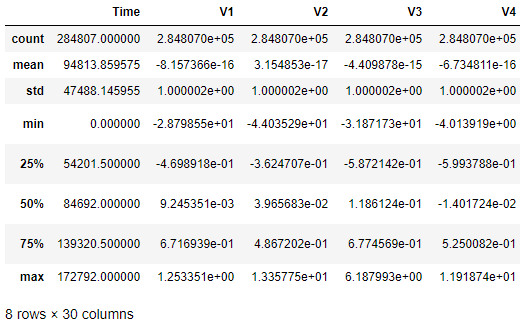 Time V1 V2 V3 V4
count 284807.000000 2.848070e+05 2.848070e+05 2.848070e+05 2.848070e+05
mean 94813.859575 -8.157366e-16 3.154853e-17 -4.409878e-15 -6.734811e-16
std 47488.145955 1.000002e+00 1.000002e+00 1.000002e+00 1.000002e+00
min 0.000000 -2.879855e+01 -4.403529e+01 -3.187173e+01 -4.013919e+00
25% 54201.500000 -4.698918e-01 -3.624707e-01 -5.872142e-01 -5.993788e-01
50% 84692.000000 9.245351e-03 3.965683e-02 1.186124e-01 -1.401724e-02
75% 139320.500000 6.716939e-01 4.867202e-01 6.774569e-01 5.250082e-01
max 172792.000000 1.253351e+00 1.335775e+01 6.187993e+00 1.191874e+01
8 rows × 30 columns